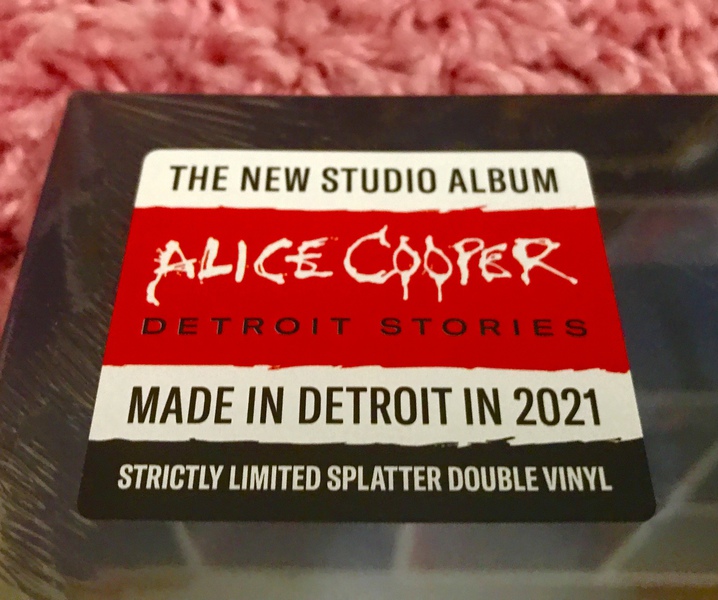 THE NEW STUDIO ALBUM
ALICE COOPER
DETROIT STORIES
MADE IN DETROIT IN 2021
STRICTLY LIMITED SPLATTER DOUBLE VINYL